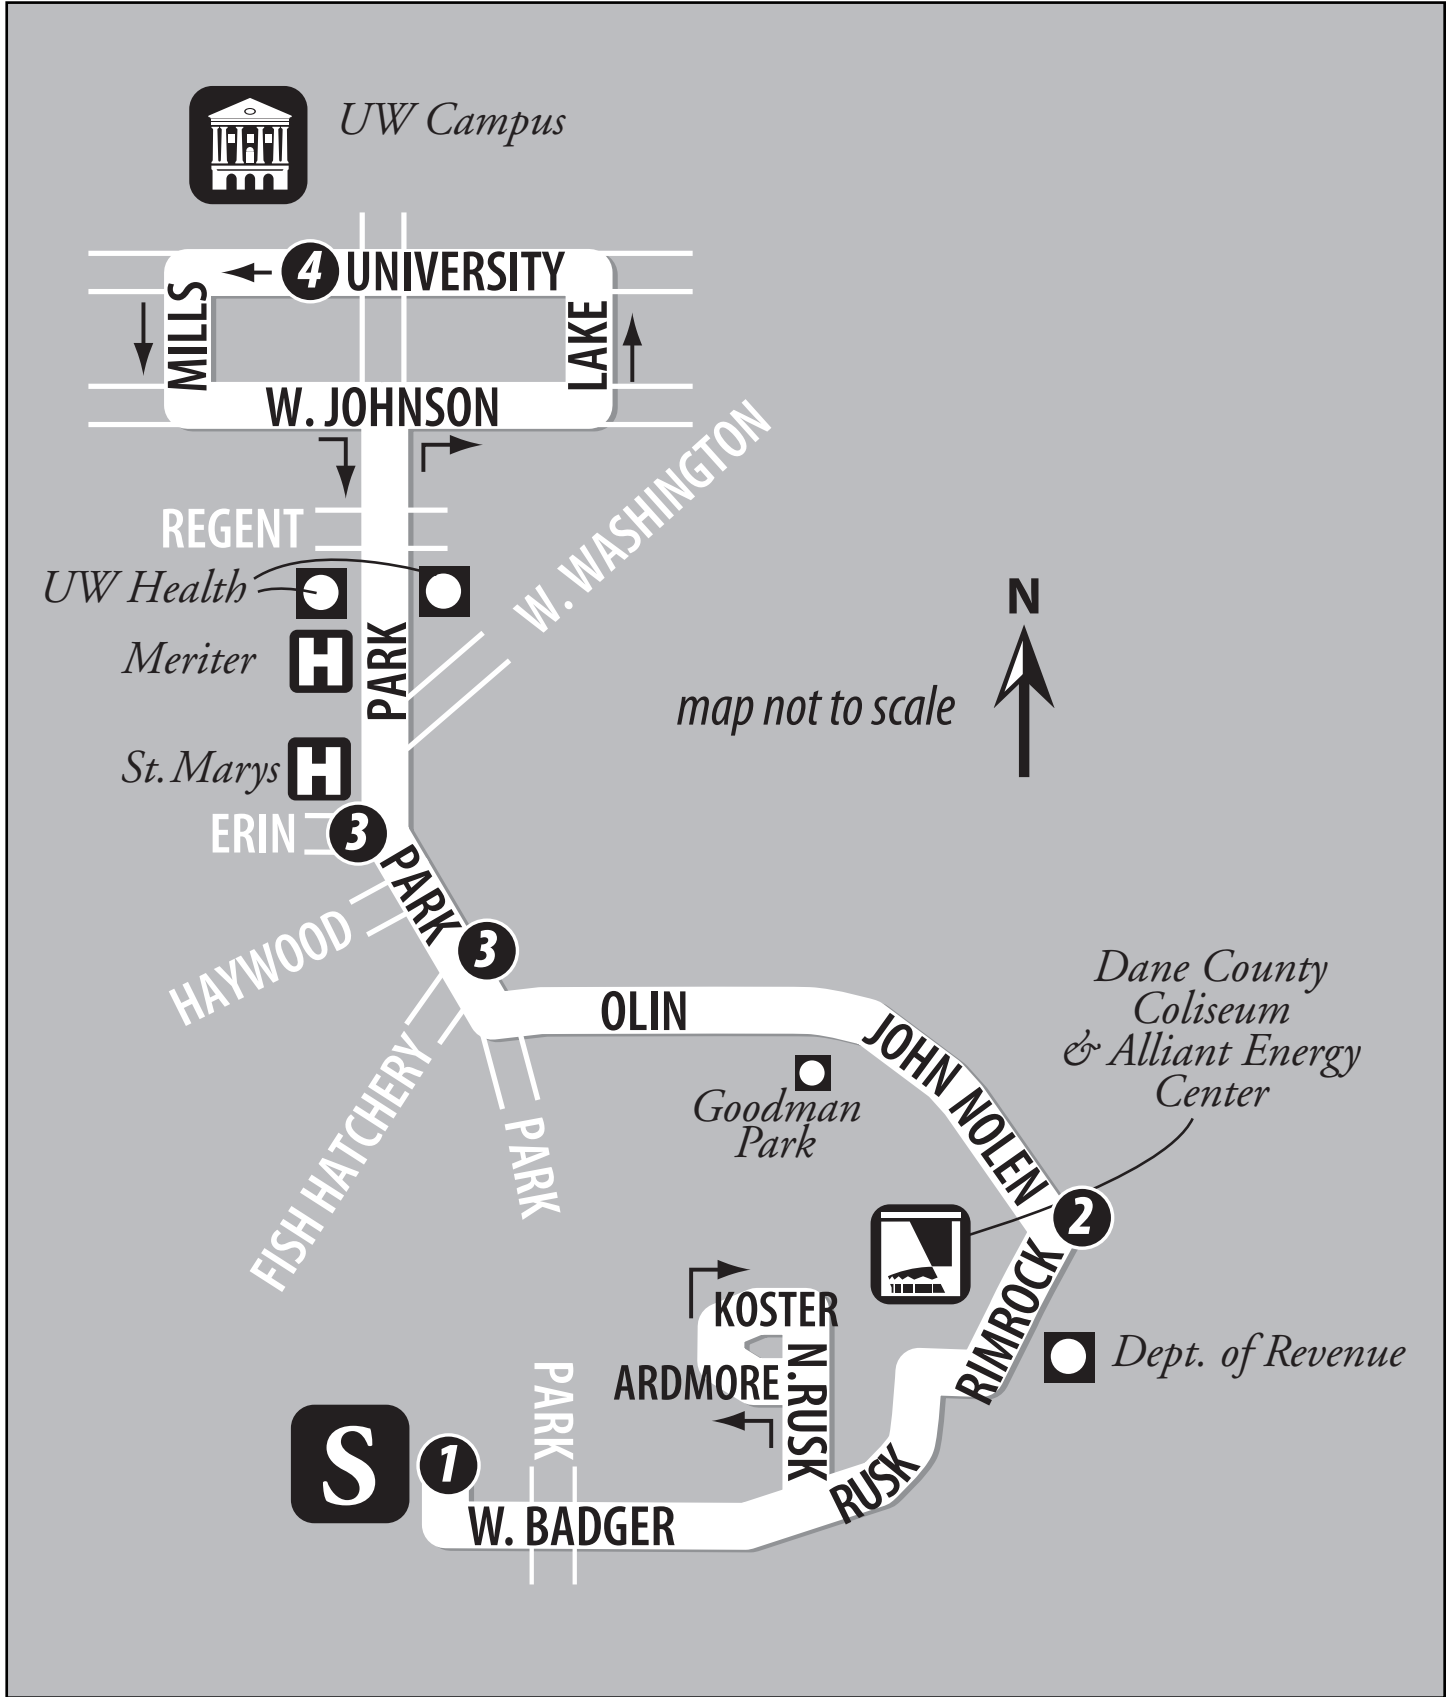 UW Campus
4
UNIVERSITY
MILLS
LAKE
W. JOHNSON
W. WASHINGTON
REGENT
UW Health
N
PARK
Meriter
map not to scale
H
St. Marys
H
ERIN
3
PARK
HAYWOOD
3
Dane County
Coliseum
& Alliant Energy
Center
OLIN
JOHN NOLEN
Goodman
Park
FISH HATCHERY
PARK
2
RIMROCK
KOSTER
Dept. of Revenue
ARDMORE
N. RUSK
PARK
S
1
RUSK
W. BADGER